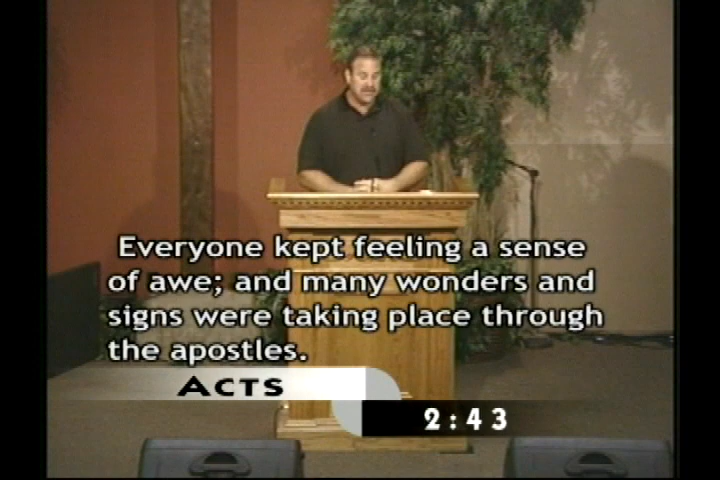 Everyone kept feeling a sense
of awe; and many wonders and
signs were taking place through
the apostles.
ACTS
2:43